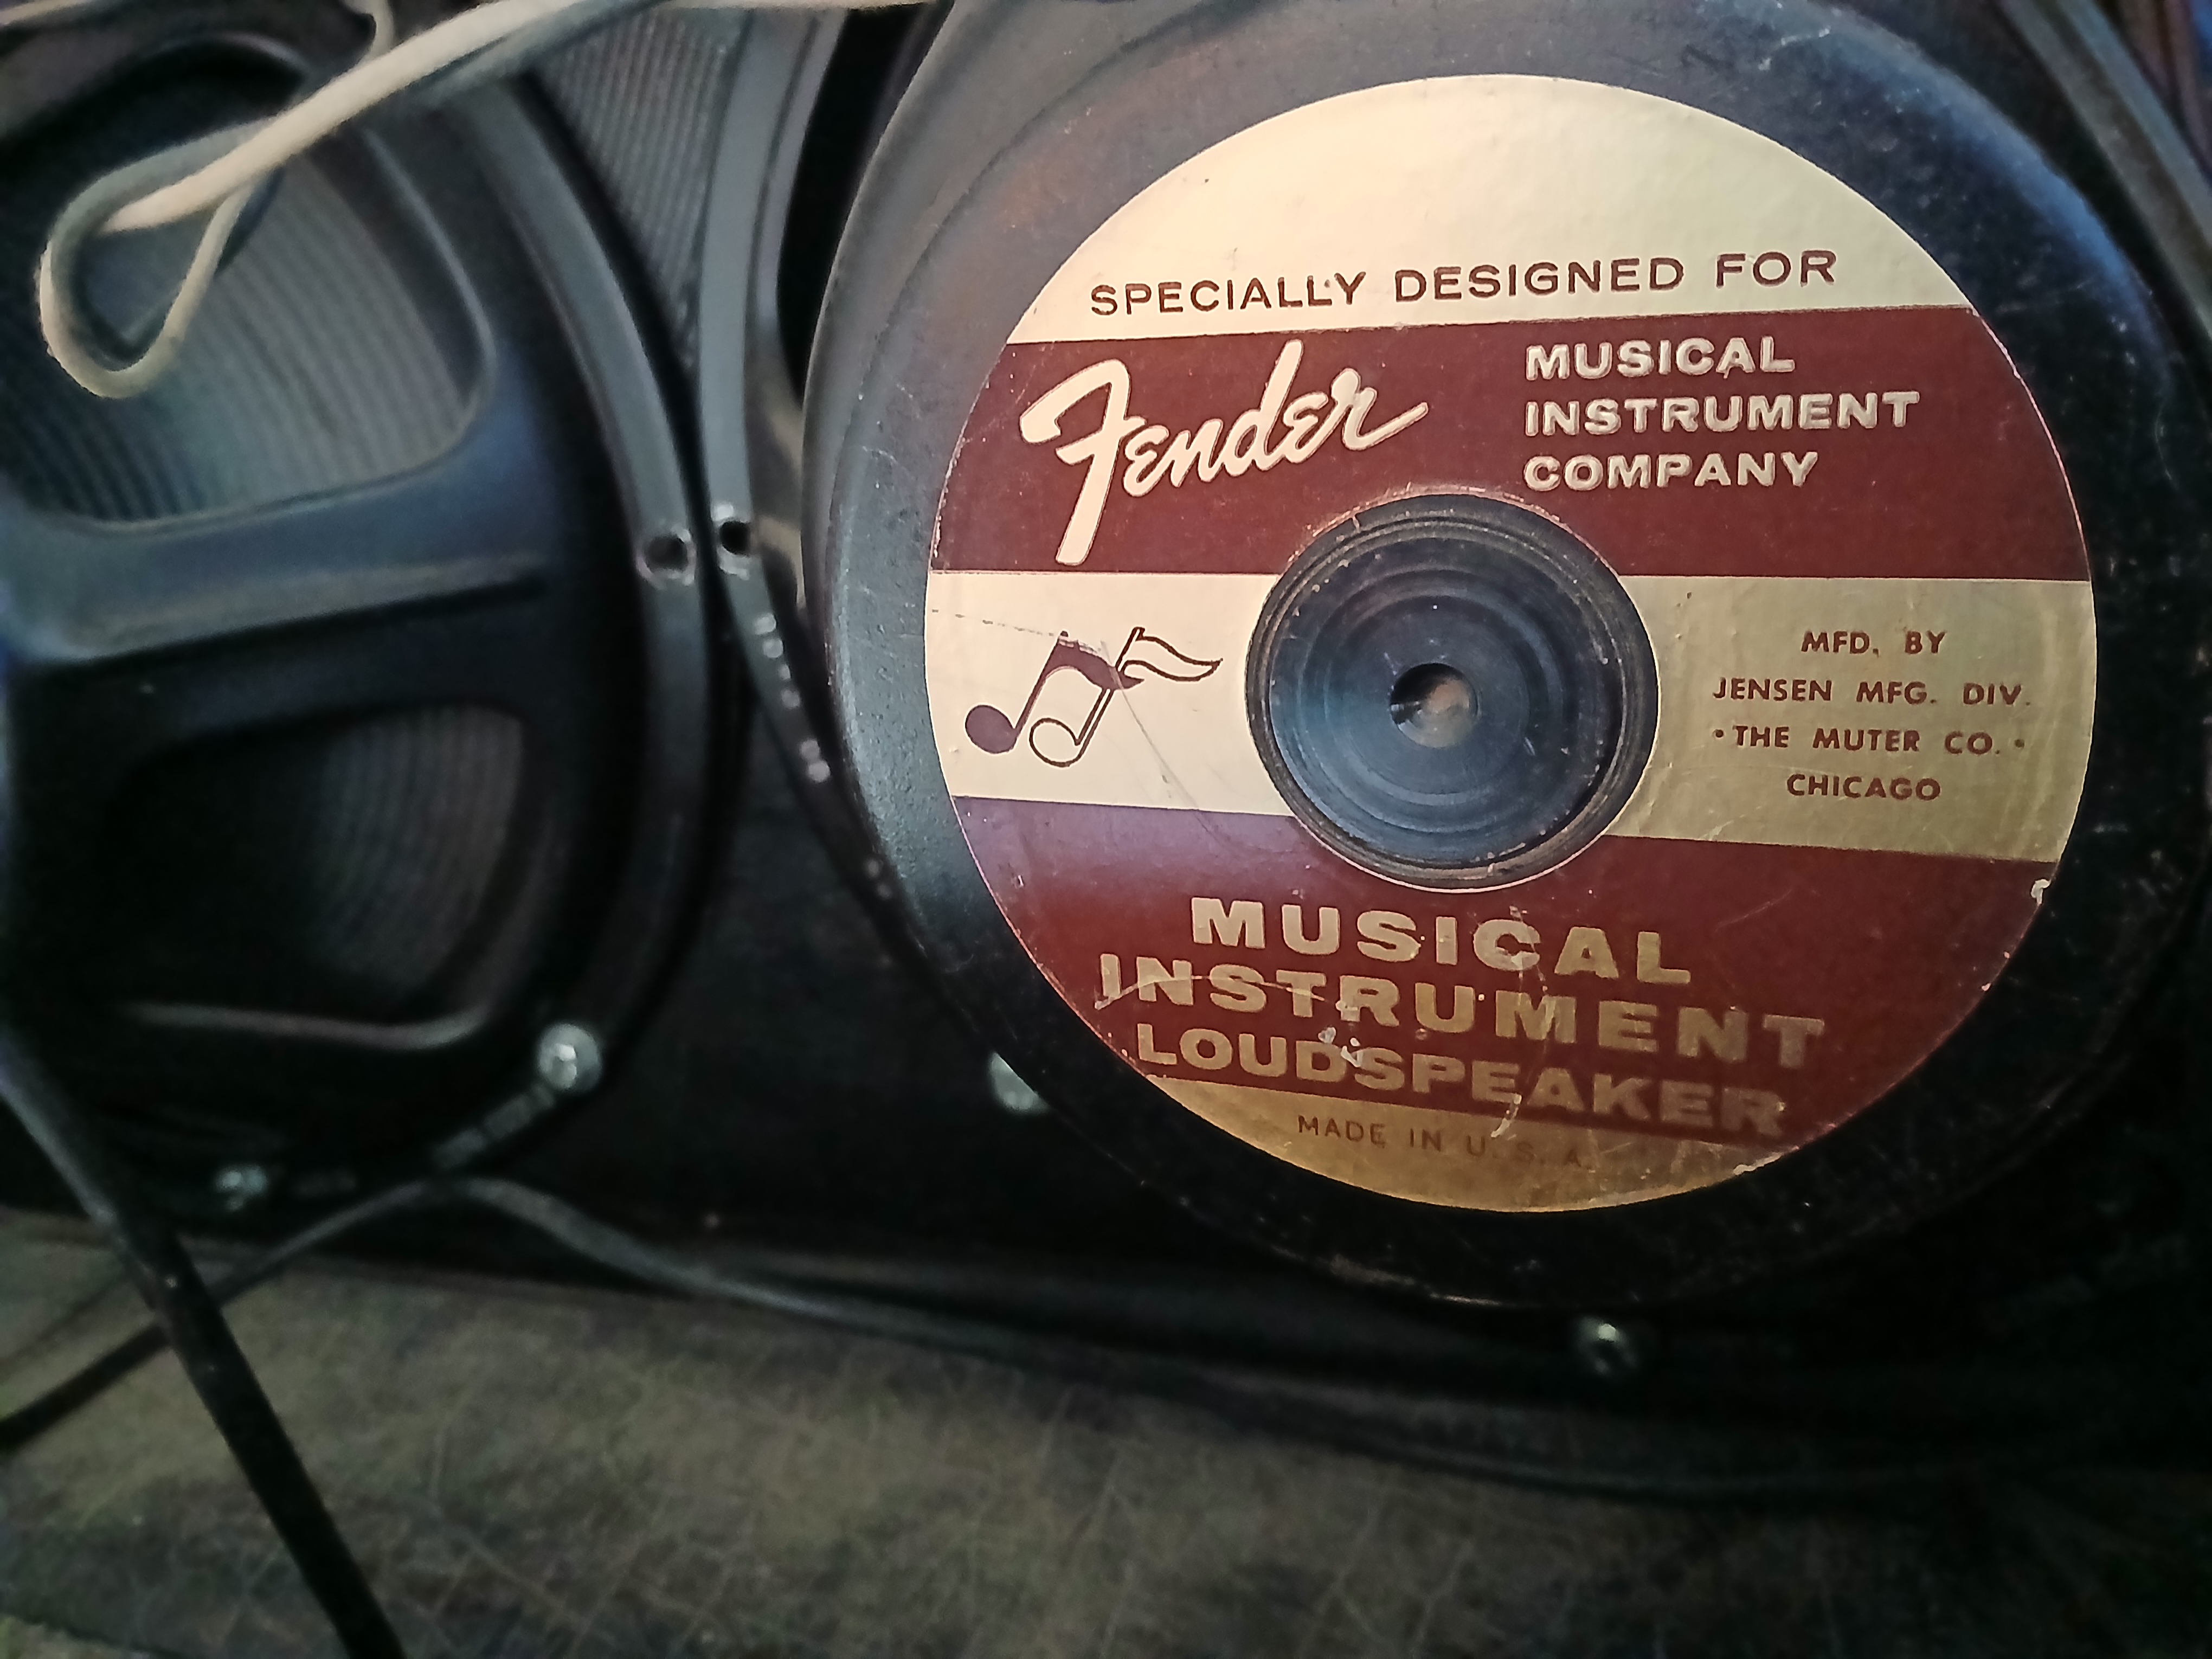 SPECIALLY DESIGNED FOR
Fender
MUSICAL
INSTRUMENT
COMPANY
MFD. BY
JENSEN MFG. DIV.
• THE MUTER CO. •
CHICAGO
MUSICAL
INSTRUMENT
LOUDSPEAKER
MADE IN U. S. A.